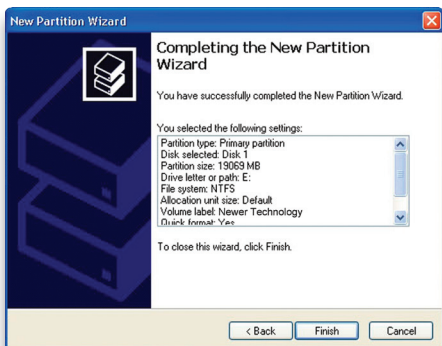 New Partition Wizard
Completing the New Partition
Wizard
You have successfully completed the New Partition Wizard.
You selected the following settings:
Partition type: Primary partition
Disk selected: Disk 1
Partition size: 19069 MB
Drive letter or path: E:
File system: NTFS
Allocation unit size: Default
Volume label: Newer Technology
Quick format: Yes
To close this wizard, click Finish.
< Back
Finish
Cancel